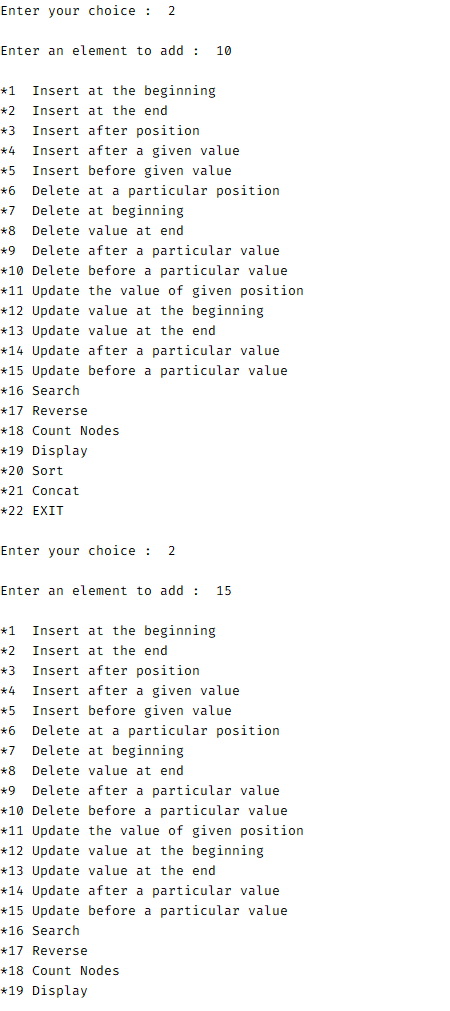 Enter your choice :  2
Enter an element to add :  10
*1  Insert at the beginning
*2  Insert at the end
*3  Insert after position
*4  Insert after a given value
*5  Insert before given value
*6  Delete at a particular position
*7  Delete at beginning
*8  Delete value at end
*9  Delete after a particular value
*10 Delete before a particular value
*11 Update the value of given position
*12 Update value at the beginning
*13 Update value at the end
*14 Update after a particular value
*15 Update before a particular value
*16 Search
*17 Reverse
*18 Count Nodes
*19 Display
*20 Sort
*21 Concat
*22 EXIT
Enter your choice :  2
Enter an element to add :  15
*1  Insert at the beginning
*2  Insert at the end
*3  Insert after position
*4  Insert after a given value
*5  Insert before given value
*6  Delete at a particular position
*7  Delete at beginning
*8  Delete value at end
*9  Delete after a particular value
*10 Delete before a particular value
*11 Update the value of given position
*12 Update value at the beginning
*13 Update value at the end
*14 Update after a particular value
*15 Update before a particular value
*16 Search
*17 Reverse
*18 Count Nodes
*19 Display